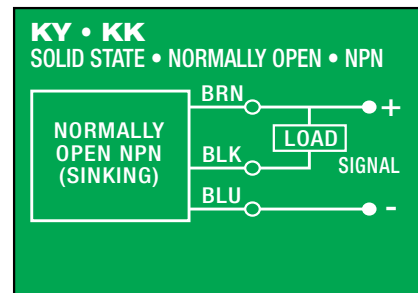 KY • KK
SOLID STATE • NORMALLY OPEN • NPN
BRN
+
NORMALLY
OPEN NPN
(SINKING)
LOAD
BLK
SIGNAL
BLU
-